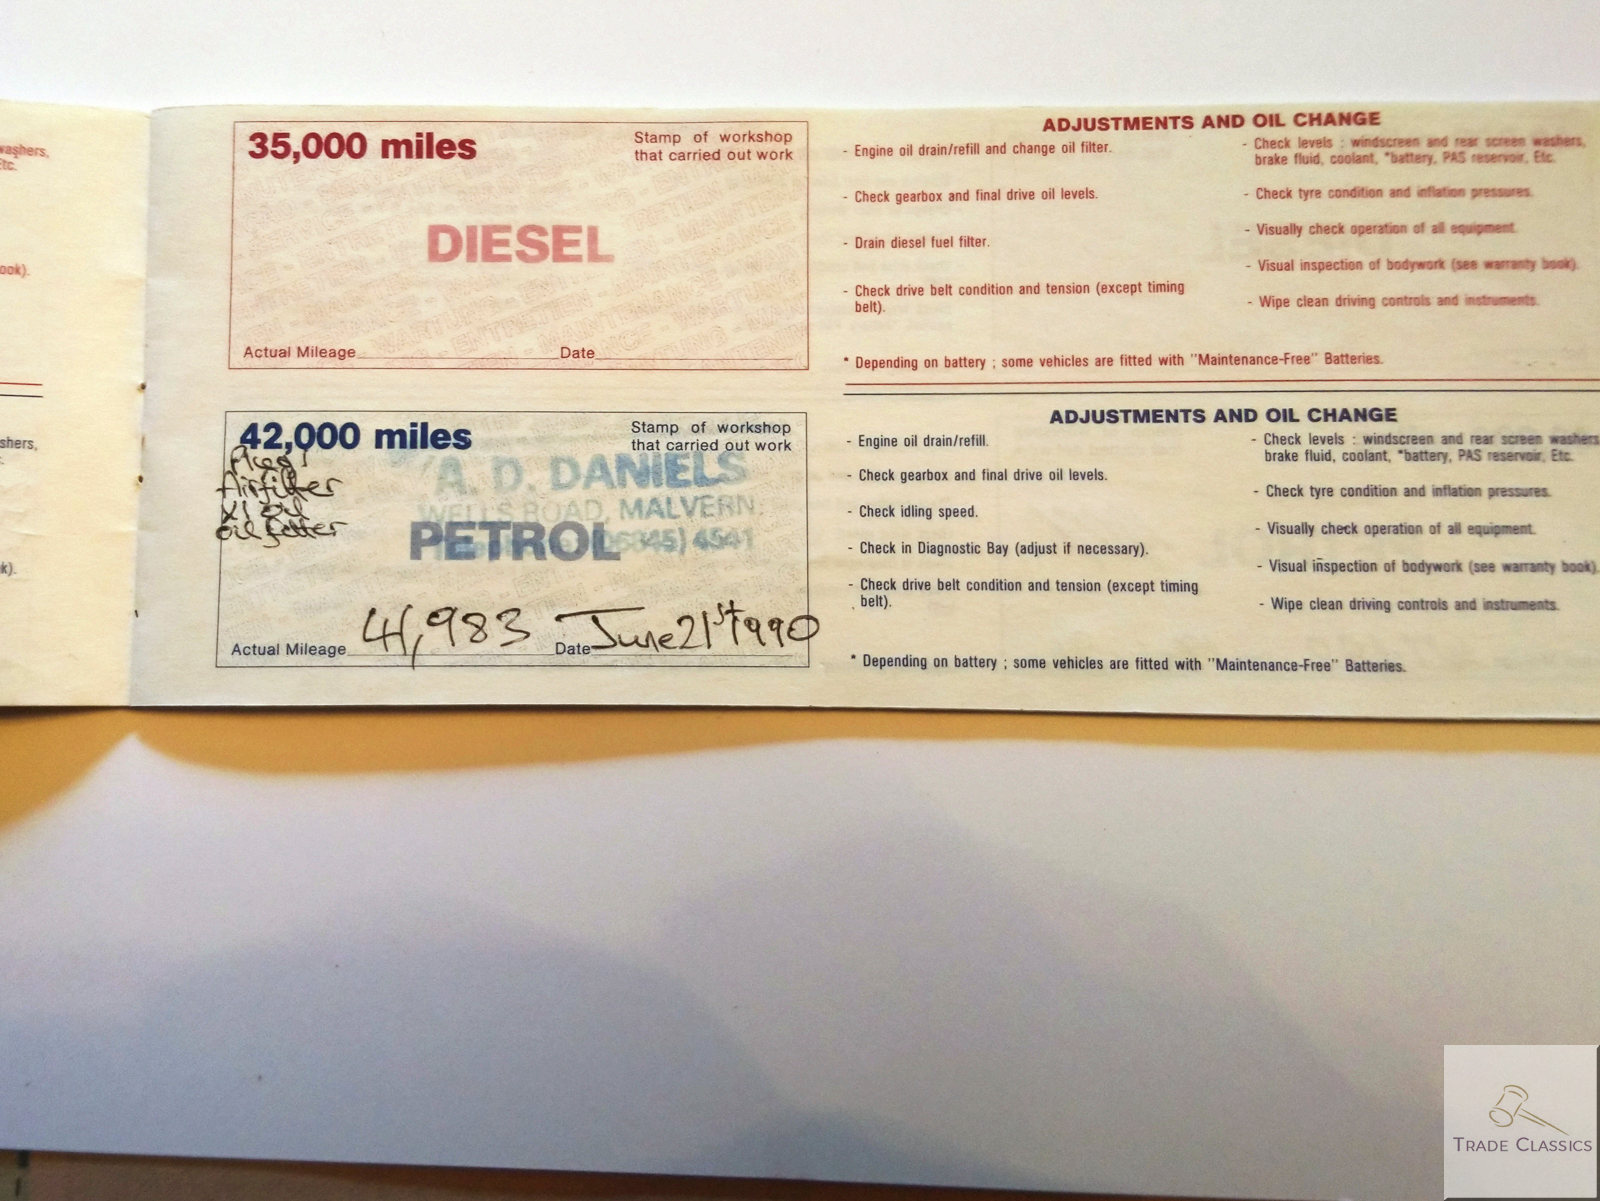 washers,
Etc.
book).
shers,
k).
35,000 miles
Stamp of workshop
that carried out work
DIESEL
Actual Mileage
Date
ADJUSTMENTS AND OIL CHANGE
- Engine oil drain/refill and change oil filter.
- Check gearbox and final drive oil levels.
- Drain diesel fuel filter.
- Check drive belt condition and tension (except timing
belt).
- Check levels : windscreen and rear screen washers,
brake fluid, coolant, *battery, PAS reservoir, Etc.
- Check tyre condition and inflation pressures.
- Visually check operation of all equipment.
- Visual inspection of bodywork (see warranty book).
- Wipe clean driving controls and instruments.
* Depending on battery ; some vehicles are fitted with "Maintenance-Free" Batteries.
42,000 miles
Stamp of workshop
that carried out work
Plugs
Airfilter
oil
oil filter
A. D. DANIELS
WELLS ROAD, MALVERN.
PETROL
(06845) 4541
Actual Mileage 41,983 Date June 21st 1990
ADJUSTMENTS AND OIL CHANGE
- Engine oil drain/refill.
- Check gearbox and final drive oil levels.
- Check idling speed.
- Check in Diagnostic Bay (adjust if necessary).
- Check drive belt condition and tension (except timing
belt).
- Check levels : windscreen and rear screen washers
brake fluid, coolant, *battery, PAS reservoir, Etc.
- Check tyre condition and inflation pressures.
- Visually check operation of all equipment.
- Visual inspection of bodywork (see warranty book).
- Wipe clean driving controls and instruments.
* Depending on battery ; some vehicles are fitted with "Maintenance-Free" Batteries.
TRADE CLASSICS